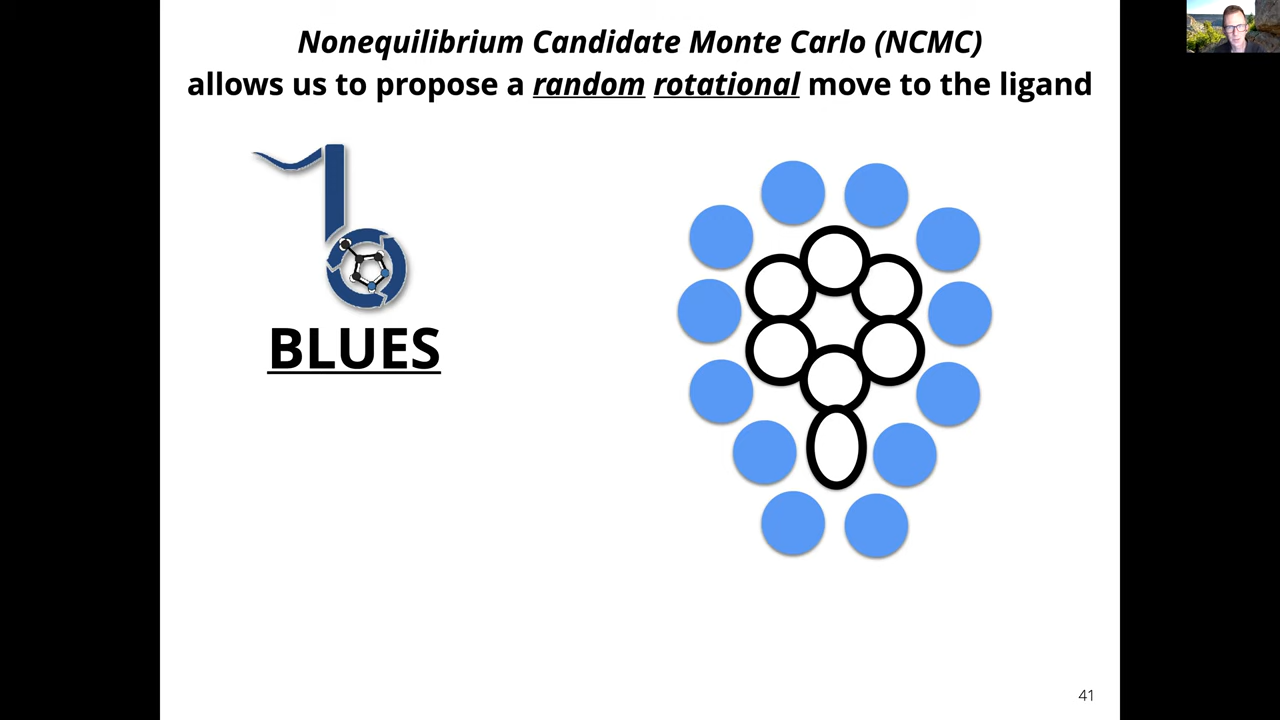 Nonequilibrium Candidate Monte Carlo (NCMC)
allows us to propose a random rotational move to the ligand
BLUES
41